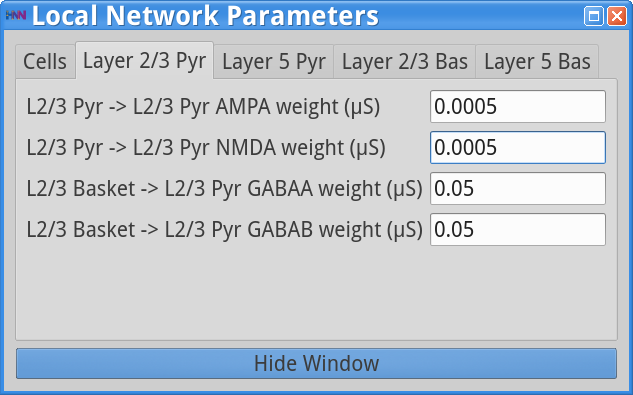 HNN Local Network Parameters
Cells Layer 2/3 Pyr Layer 5 Pyr Layer 2/3 Bas Layer 5 Bas
L2/3 Pyr -> L2/3 Pyr AMPA weight (µS) 0.0005
L2/3 Pyr -> L2/3 Pyr NMDA weight (µS) 0.0005
L2/3 Basket -> L2/3 Pyr GABAA weight (µS) 0.05
L2/3 Basket -> L2/3 Pyr GABAB weight (µS) 0.05
Hide Window